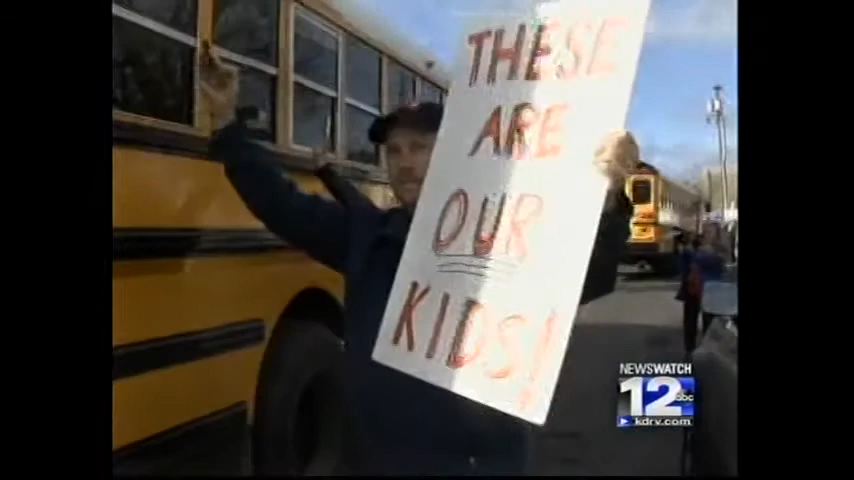 THESE
ARE
OUR
KIDS!
NEWSWATCH
12 abc
kdrv.com